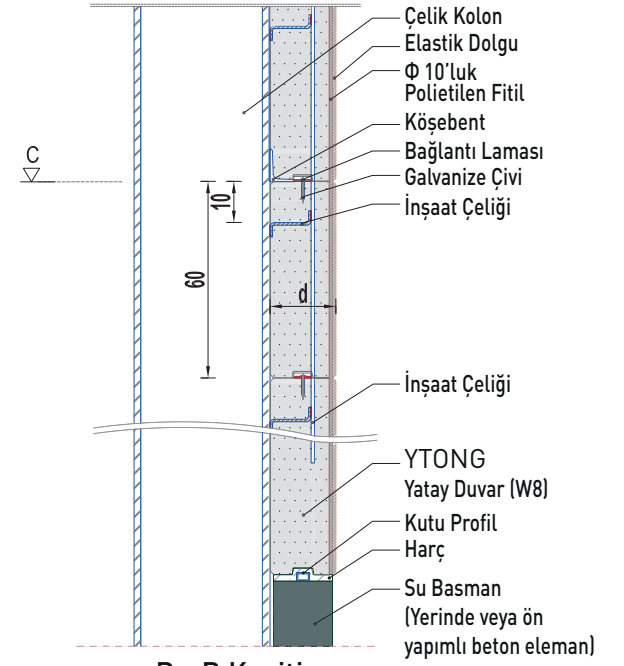 Çelik Kolon
Elastik Dolgu
Φ 10'luk
Polietilen Fitil
Köşebent
Bağlantı Laması
Galvanize Çivi
İnşaat Çeliği
C
10
60
d
İnşaat Çeliği
YTONG
Yatay Duvar (W8)
Kutu Profil
Harç
Su Basman
(Yerinde veya ön
yapımlı beton eleman)